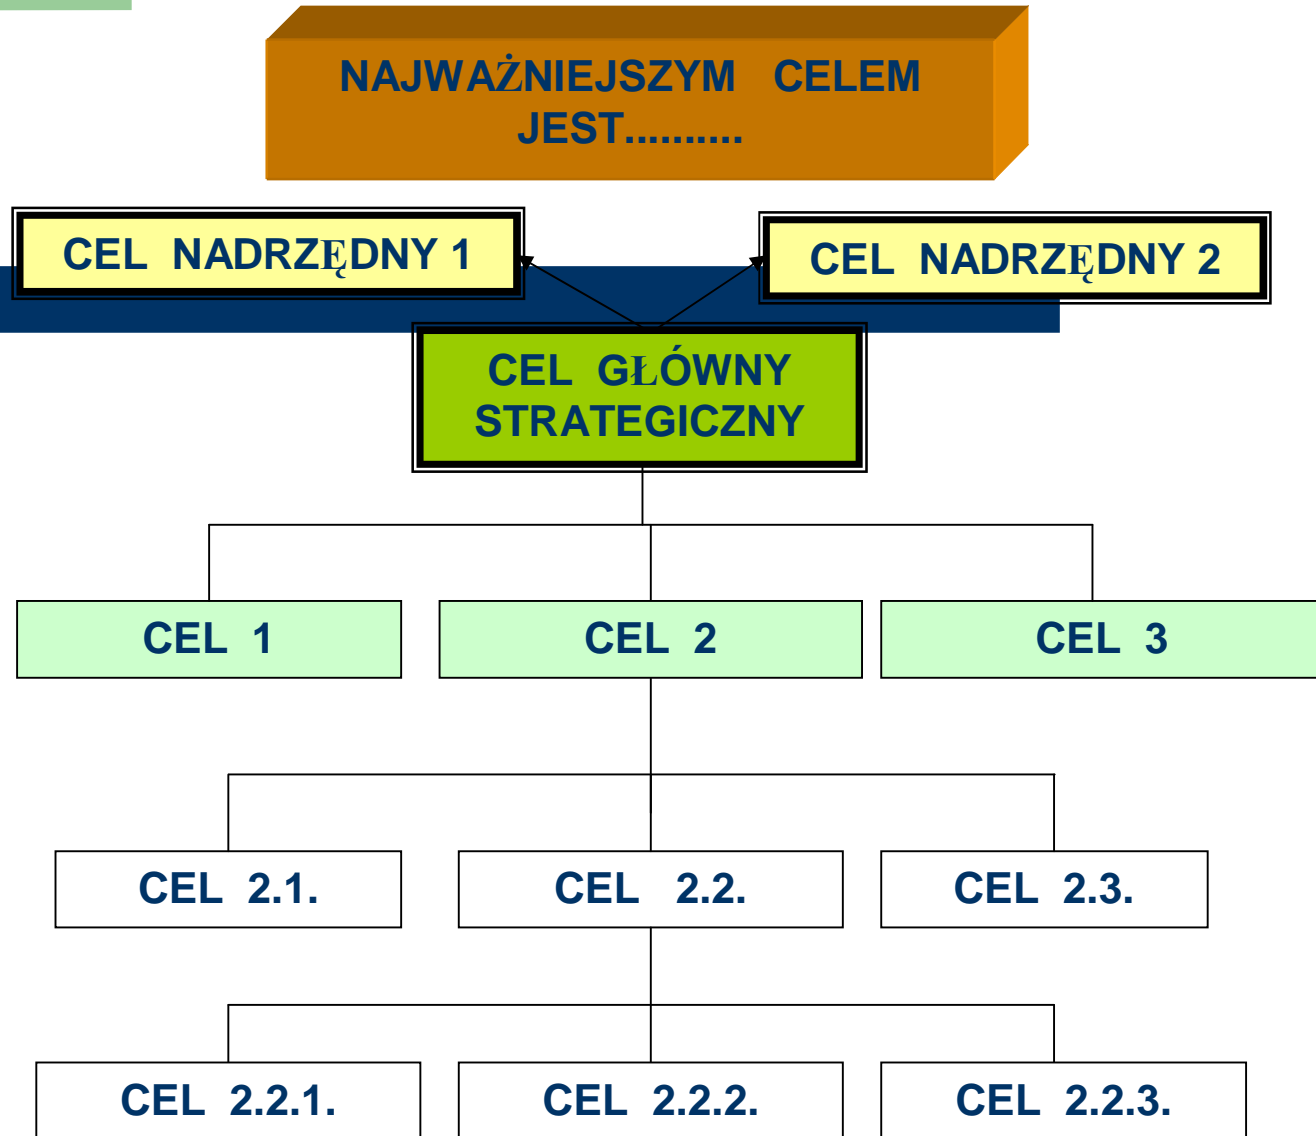 NAJWAŻNIEJSZYM CELEM
JEST..........
CEL NADRZĘDNY 1
CEL NADRZĘDNY 2
CEL GŁÓWNY
STRATEGICZNY
CEL 1
CEL 2
CEL 3
CEL 2.1.
CEL 2.2.
CEL 2.3.
CEL 2.2.1.
CEL 2.2.2.
CEL 2.2.3.